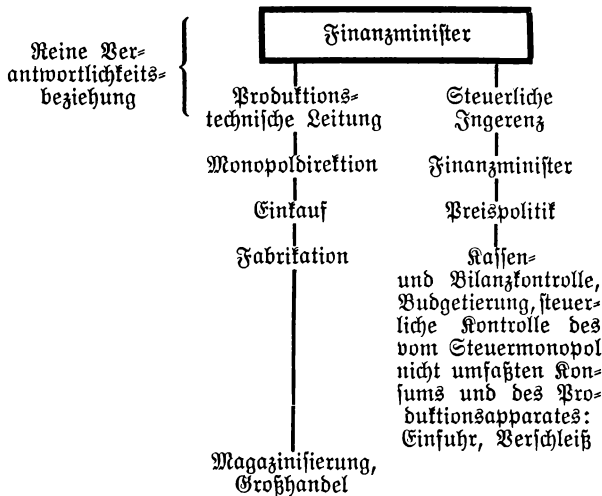 Finanzminister
Reine Ver-
antwortlichkeits-
beziehung
Produktions-
technische Leitung
Monopoldirektion
Einkauf
Fabrikation
Magazinisierung,
Großhandel
Steuerliche
Ingerenz
Finanzminister
Preispolitik
Kassen-
und Bilanzkontrolle,
Budgetierung, steuer-
liche Kontrolle des
vom Steuermonopol
nicht umfaßten Kon-
sums und des Pro-
duktionsapparates:
Einfuhr, Verschleiß